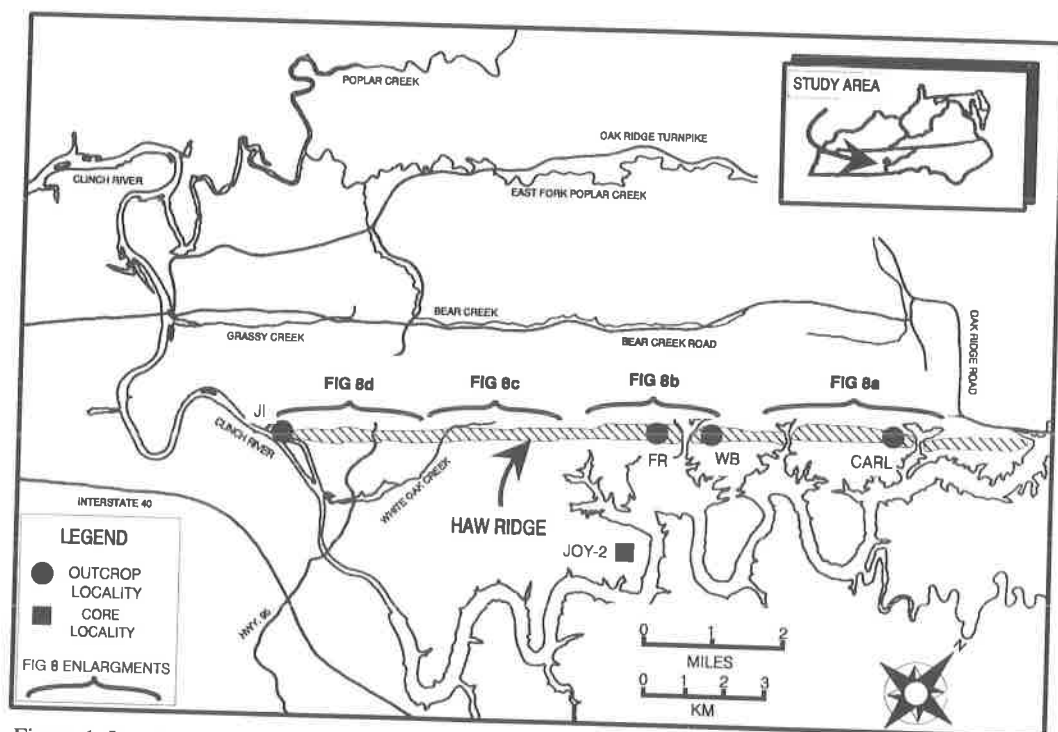 POPLAR CREEK
STUDY AREA
OAK RIDGE TURNPIKE
CLINCH RIVER
EAST FORK POPLAR CREEK
BEAR CREEK
GRASSY CREEK
BEAR CREEK ROAD
OAK RIDGE ROAD
FIG 8d
FIG 8c
FIG 8b
FIG 8a
JI
CLINCH RIVER
FR
WB
CARL
WHITE OAK CREEK
INTERSTATE 40
HAW RIDGE
LEGEND
OUTCROP
LOCALITY
CORE
LOCALITY
FIG 8 ENLARGMENTS
JOY-2
HWY. 95
0 1 2
MILES
0 1 2 3
KM
N